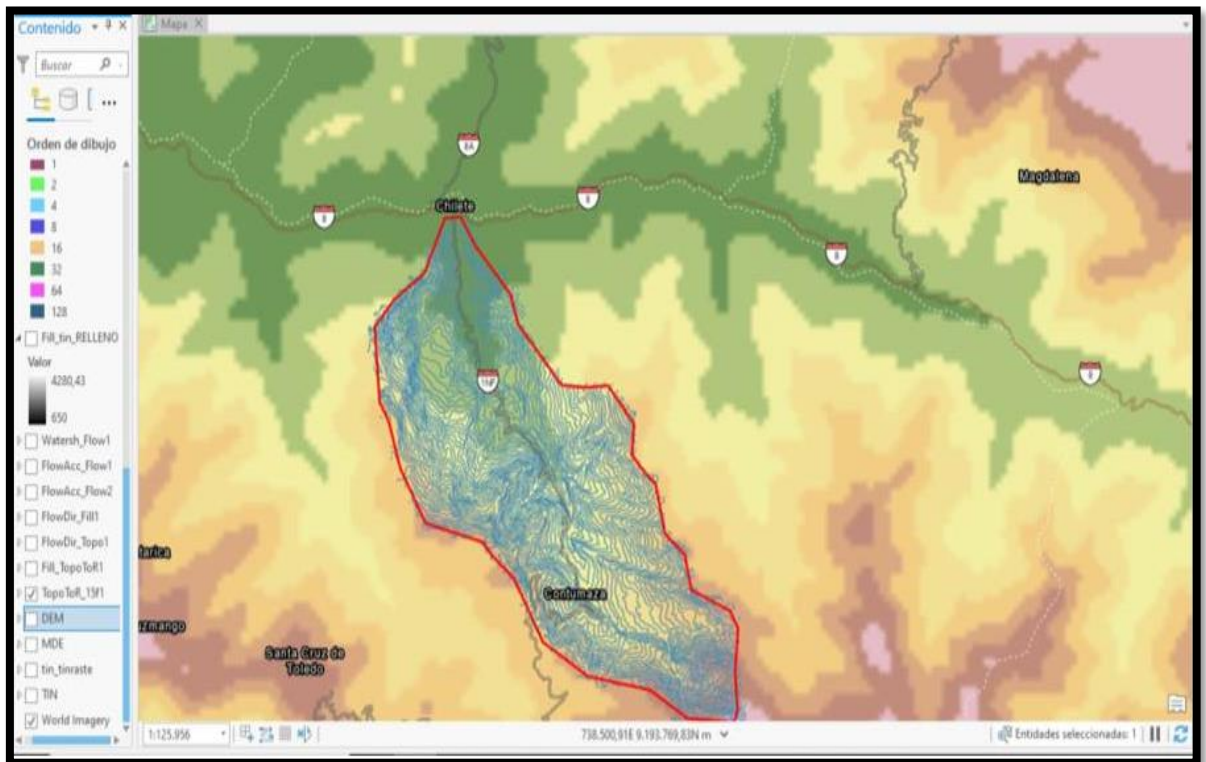 Contenido
Mapa
Buscar
Orden de dibujo
1
2
4
8
16
32
64
128
Fill_tin_RELLENO
Valor
4280,43
650
Watersh_Flow1
FlowAcc_Flow1
FlowAcc_Flow2
FlowDir_Fill1
FlowDir_Topo1
Fill_TopoToR1
TopoToR_15f1
DEM
MDE
tin_tinraste
TIN
World Imagery
8A
Chilete
8
8
8
8
Magdalena
Contumaza
Santa Cruz de
Toledo
1:125.956
738.500,91E 9.193.769,83N m
Entidades seleccionadas: 1